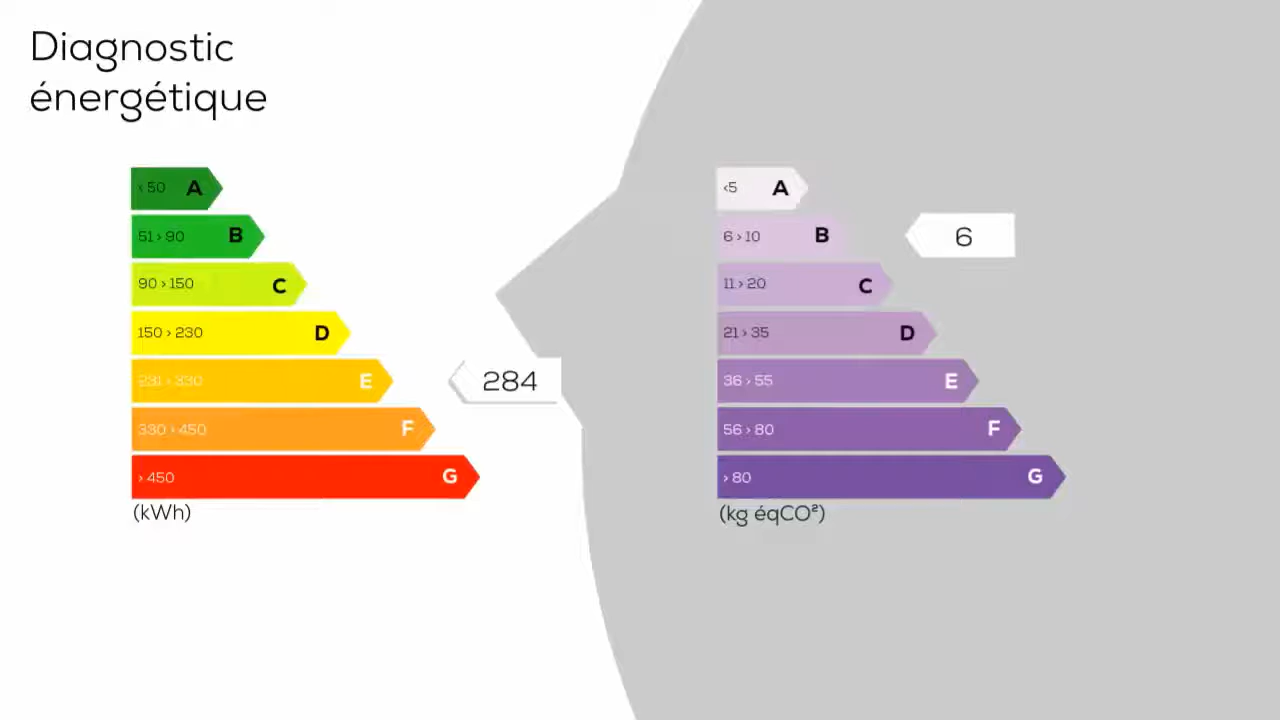 Diagnostic
énergétique
< 50 A
51 > 90 B
90 > 150 C
150 > 230 D
231 > 330 E
330 > 450 F
> 450 G
(kWh)
284
<5 A
6 > 10 B
11 > 20 C
21 > 35 D
36 > 55 E
56 > 80 F
> 80 G
(kg éqCO²)
6